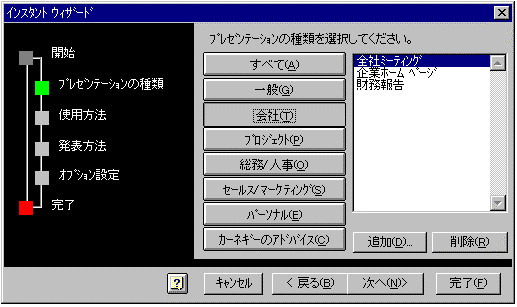 インスタント ウィザード
開始
プレゼンテーションの種類
使用方法
発表方法
オプション設定
完了
プレゼンテーションの種類を選択してください。
すべて(A)
一般(G)
会社(T)
プロジェクト(P)
総務/人事(O)
セールス/マーケティング(S)
パーソナル(E)
カーネギーのアドバイス(C)
全社ミーティング
企業ホーム ページ
財務報告
追加(D)...
削除(R)
?
キャンセル
< 戻る(B)
次へ(N)>
完了(F)